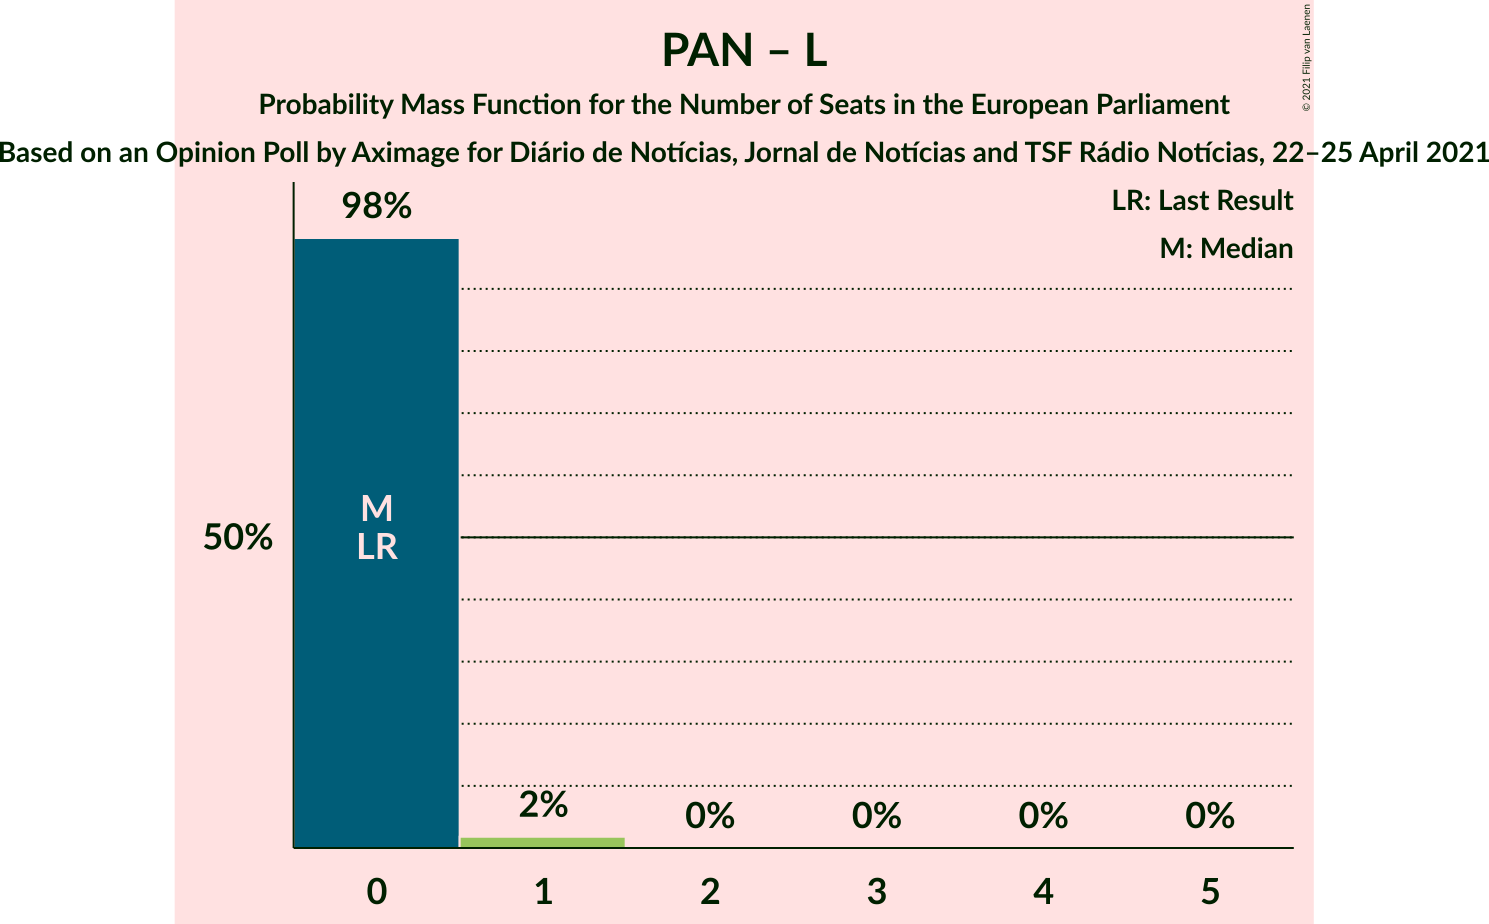 PAN – L
Probability Mass Function for the Number of Seats in the European Parliament
Based on an Opinion Poll by Aximage for Diário de Notícias, Jornal de Notícias and TSF Rádio Notícias, 22–25 April 2021
© 2021 Filip van Laenen
LR: Last Result
M: Median
98%
M
LR
50%
2%
0%
0%
0%
0%
0
1
2
3
4
5